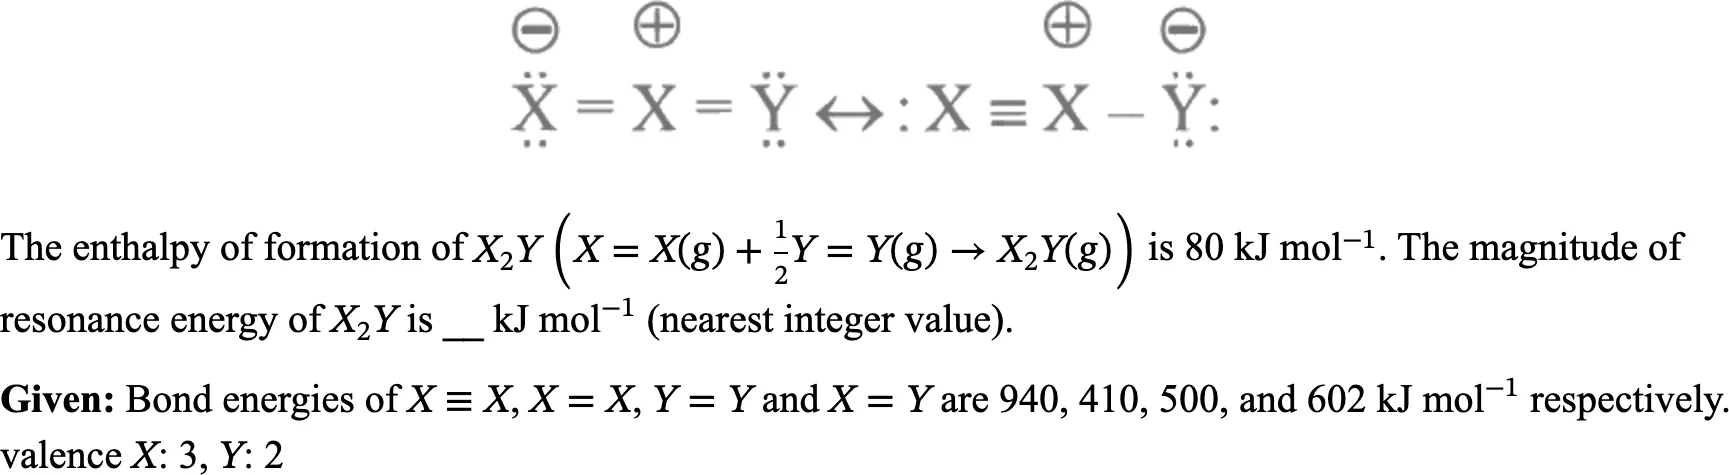 ⊖ ⊕ ⊕ ⊖
Ẍ = X = Ÿ ↔ : X ≡ X – Ÿ:
The enthalpy of formation of X₂Y (X = X(g) + ½Y = Y(g) → X₂Y(g)) is 80 kJ mol⁻¹. The magnitude of
resonance energy of X₂Y is __ kJ mol⁻¹ (nearest integer value).
Given: Bond energies of X ≡ X, X = X, Y = Y and X = Y are 940, 410, 500, and 602 kJ mol⁻¹ respectively.
valence X: 3, Y: 2